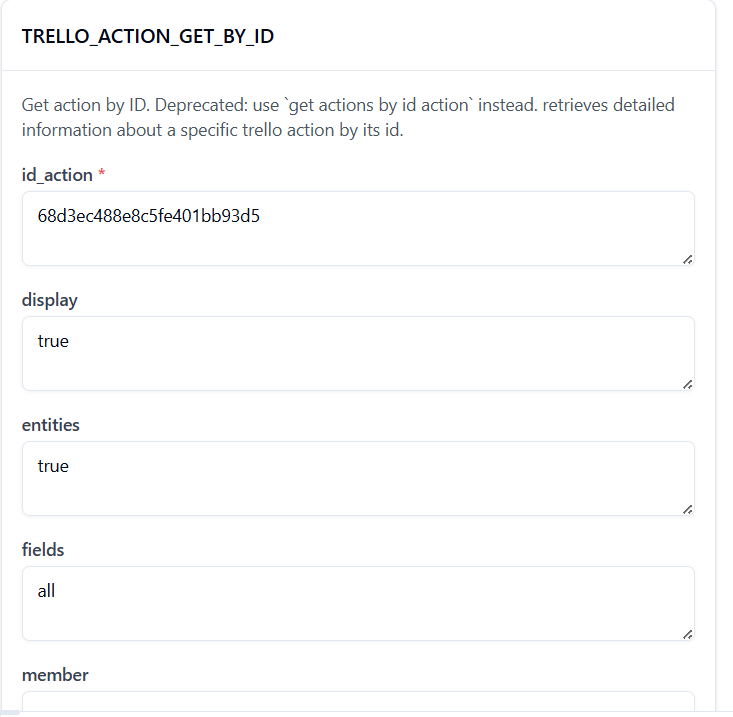 TRELLO_ACTION_GET_BY_ID
Get action by ID. Deprecated: use `get actions by id action` instead. retrieves detailed
information about a specific trello action by its id.
id_action *
68d3ec488e8c5fe401bb93d5
display
true
entities
true
fields
all
member